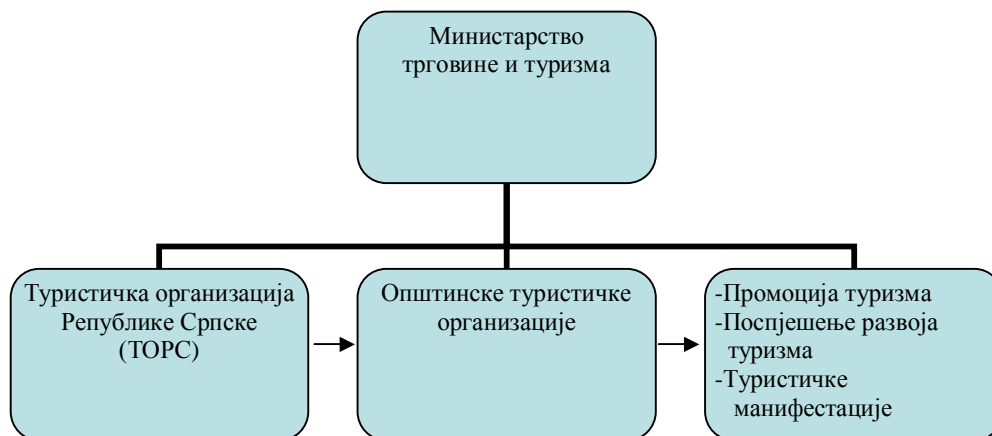 Министарство
трговине и туризма
Туристичка организација
Републике Српске
(ТОРС)
Општинске туристичке
организације
-Промоција туризма
-Поспјешење развоја
туризма
-Туристичке
манифестације